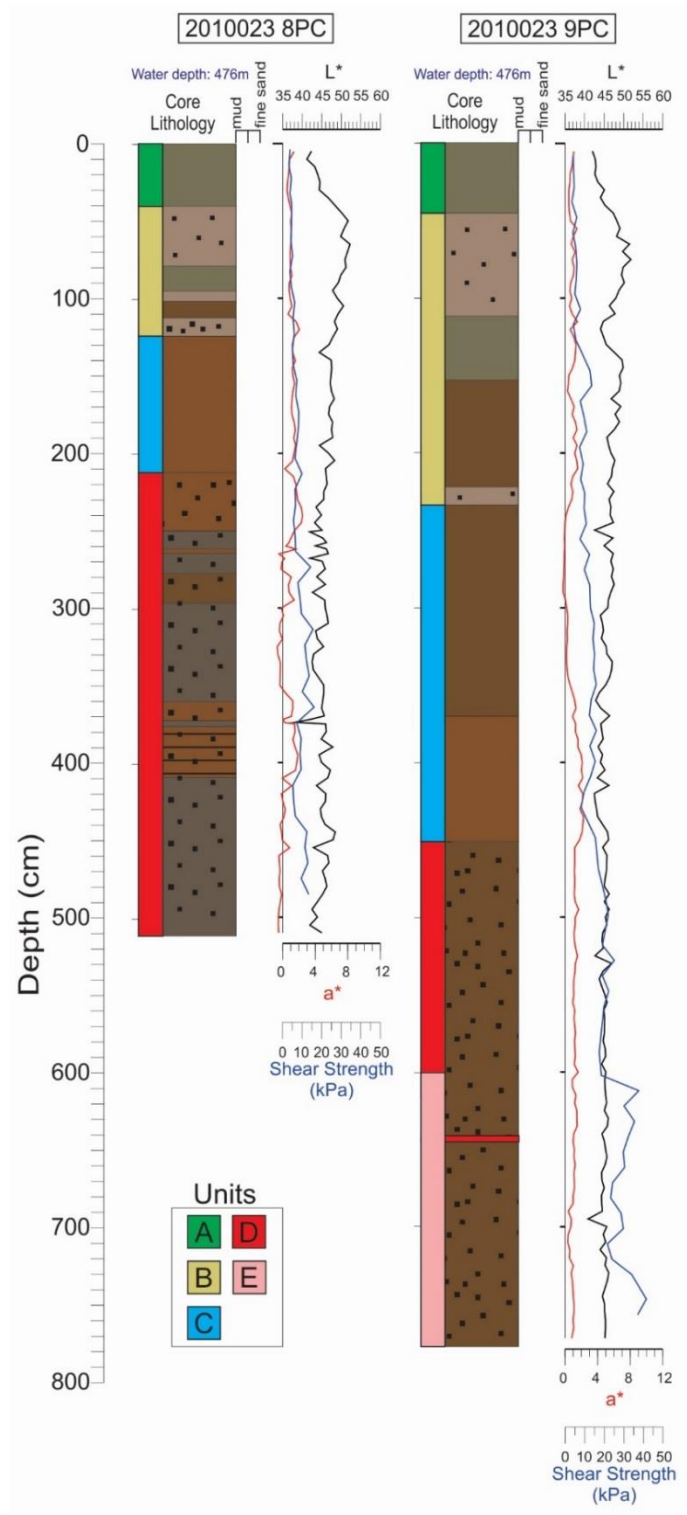 2010023 8PC
2010023 9PC
Water depth: 476m
L*
35 40 45 50 55 60
Core
Lithology
mud
fine sand
Water depth: 476m
L*
35 40 45 50 55 60
Core
Lithology
mud
fine sand
Depth (cm)
0
100
200
300
400
500
600
700
800
0 4 8 12
a*
0 10 20 30 40 50
Shear Strength
(kPa)
Units
A D
B E
C
0 4 8 12
a*
0 10 20 30 40 50
Shear Strength
(kPa)